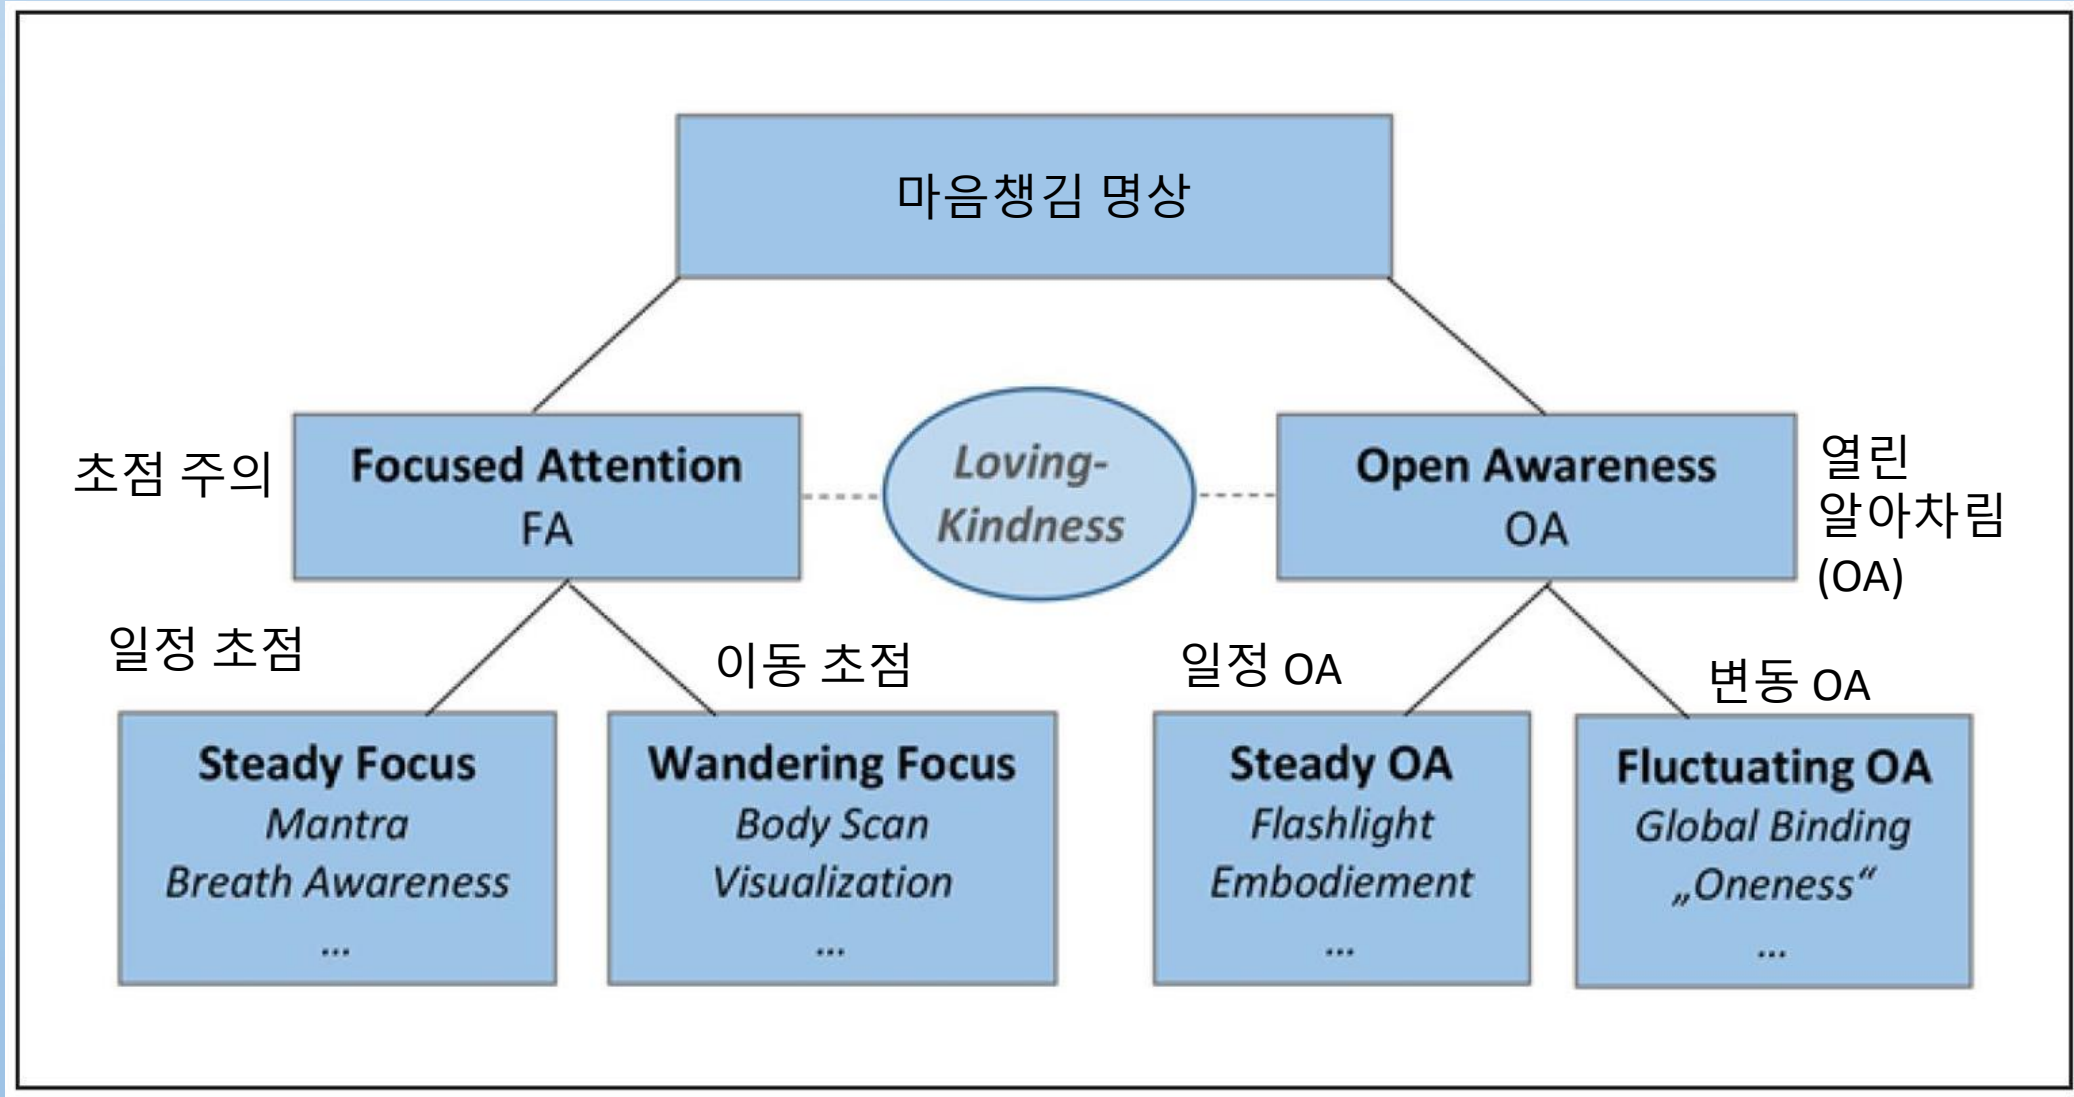 마음챙김 명상
초점 주의
Focused Attention
FA
Loving-
Kindness
Open Awareness
OA
열린
알아차림
(OA)
일정 초점
이동 초점
일정 OA
변동 OA
Steady Focus
Mantra
Breath Awareness
...
Wandering Focus
Body Scan
Visualization
...
Steady OA
Flashlight
Embodiement
...
Fluctuating OA
Global Binding
„Oneness“
...